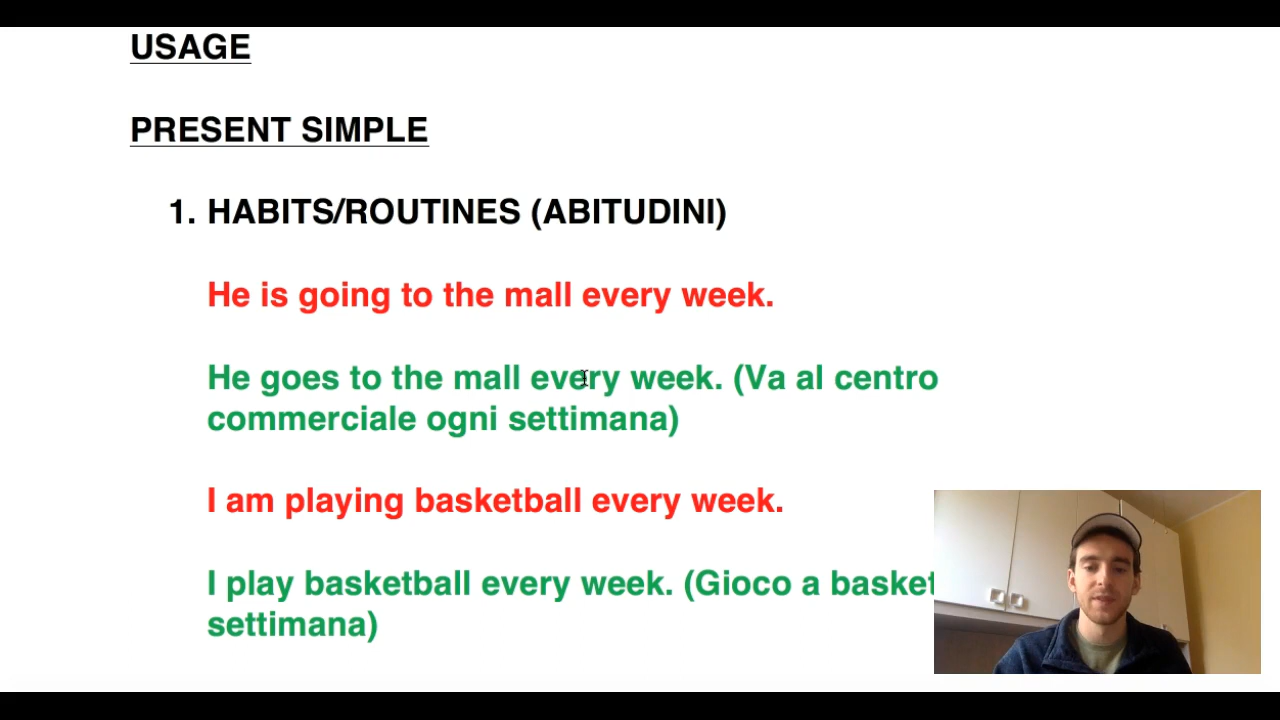 USAGE
PRESENT SIMPLE
1. HABITS/ROUTINES (ABITUDINI)
He is going to the mall every week.
He goes to the mall every week. (Va al centro
commerciale ogni settimana)
I am playing basketball every week.
I play basketball every week. (Gioco a basket
settimana)